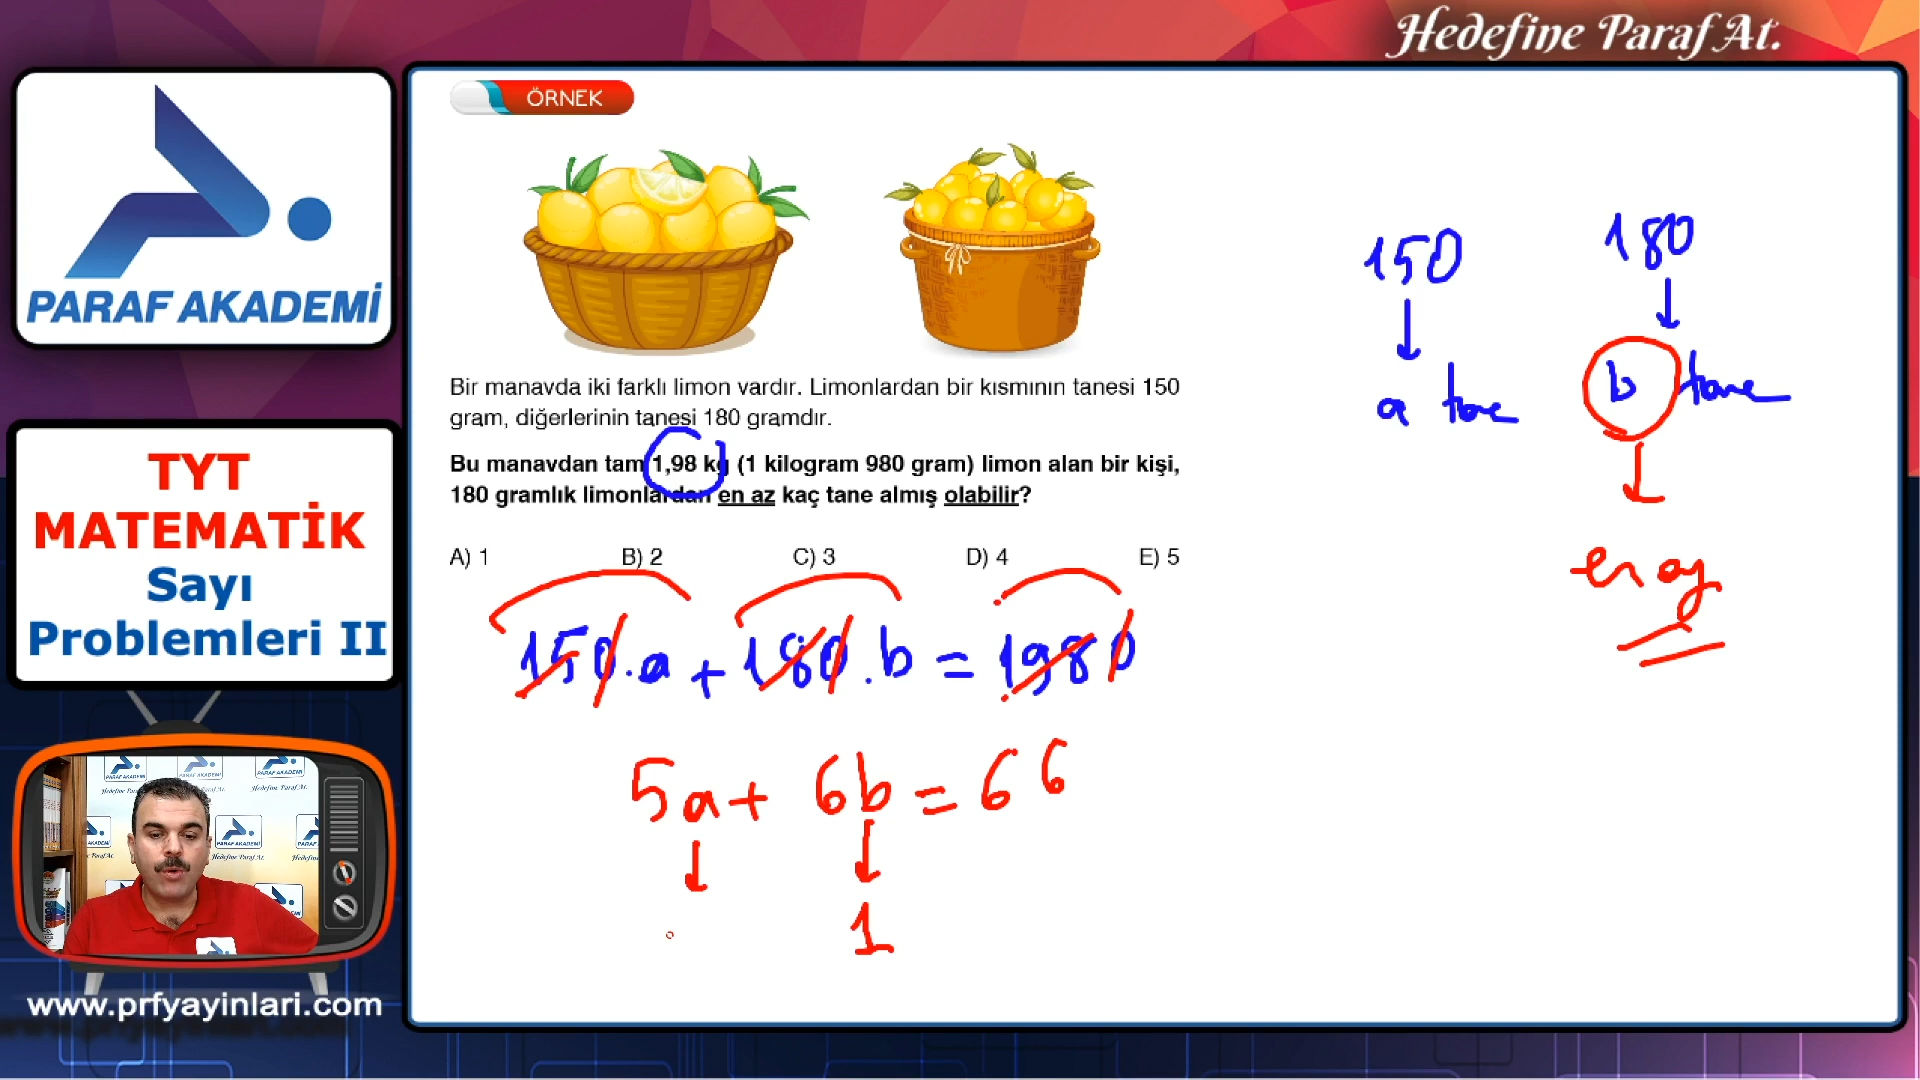 Hedefine Paraf At.
PARAF AKADEMİ
TYT
MATEMATİK
Sayı
Problemleri II
www.prfyayinlari.com
ÖRNEK
Bir manavda iki farklı limon vardır. Limonlardan bir kısmının tanesi 150
gram, diğerlerinin tanesi 180 gramdır.
Bu manavdan tam 1,98 kg (1 kilogram 980 gram) limon alan bir kişi,
180 gramlık limonlardan en az kaç tane almış olabilir?
A) 1 B) 2 C) 3 D) 4 E) 5
150.a + 180.b = 1980
5a + 6b = 66
1
150 180
a tane b tane
en az